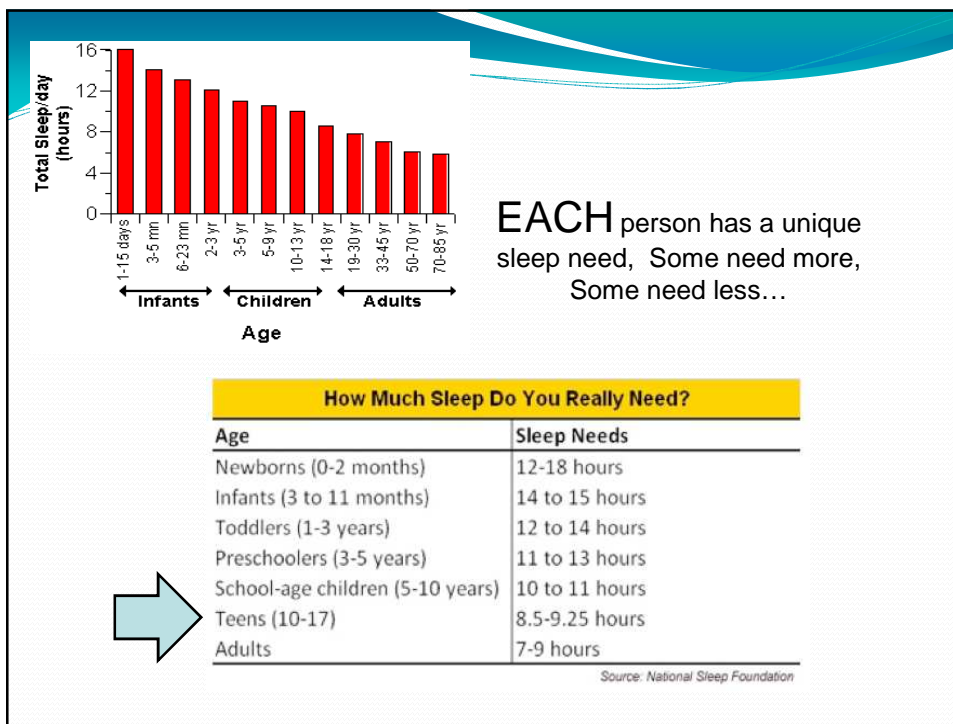 Total Sleep/day
(hours)
16
12
8
4
0
1-15 days
3-5 mn
6-23 mn
2-3 yr
3-5 yr
5-9 yr
10-13 yr
14-18 yr
19-30 yr
33-45 yr
50-70 yr
70-85 yr
Infants Children Adults
Age
EACH person has a unique
sleep need, Some need more,
Some need less…
How Much Sleep Do You Really Need?
Age Sleep Needs
Newborns (0-2 months) 12-18 hours
Infants (3 to 11 months) 14 to 15 hours
Toddlers (1-3 years) 12 to 14 hours
Preschoolers (3-5 years) 11 to 13 hours
School-age children (5-10 years) 10 to 11 hours
Teens (10-17) 8.5-9.25 hours
Adults 7-9 hours
Source: National Sleep Foundation